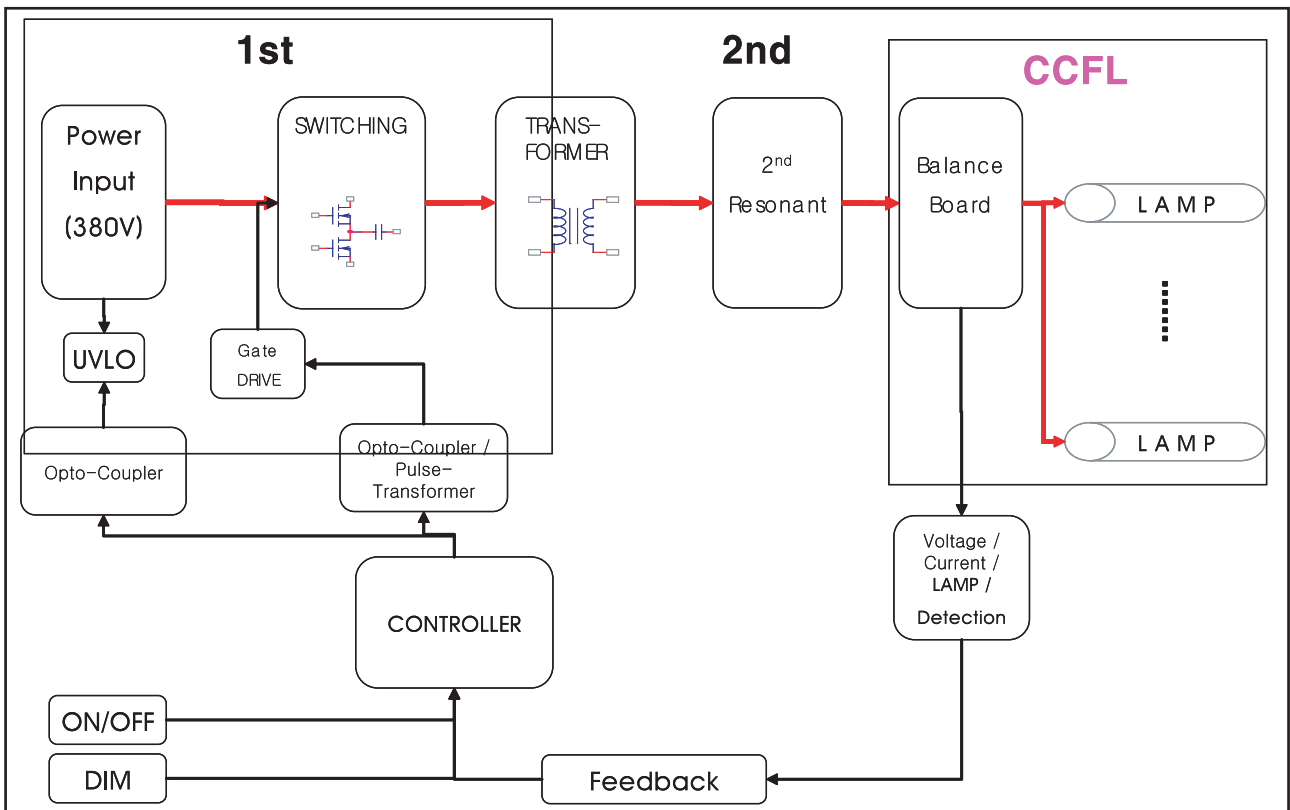 1st
2nd
CCFL
Power
Input
(380V)
SWITCHING
TRANS-
FORMER
2nd
Resonant
Balance
Board
LAMP
UVLO
Gate
DRIVE
LAMP
Opto-Coupler
Opto-Coupler /
Pulse-
Transformer
Voltage /
Current /
LAMP /
Detection
CONTROLLER
ON/OFF
DIM
Feedback